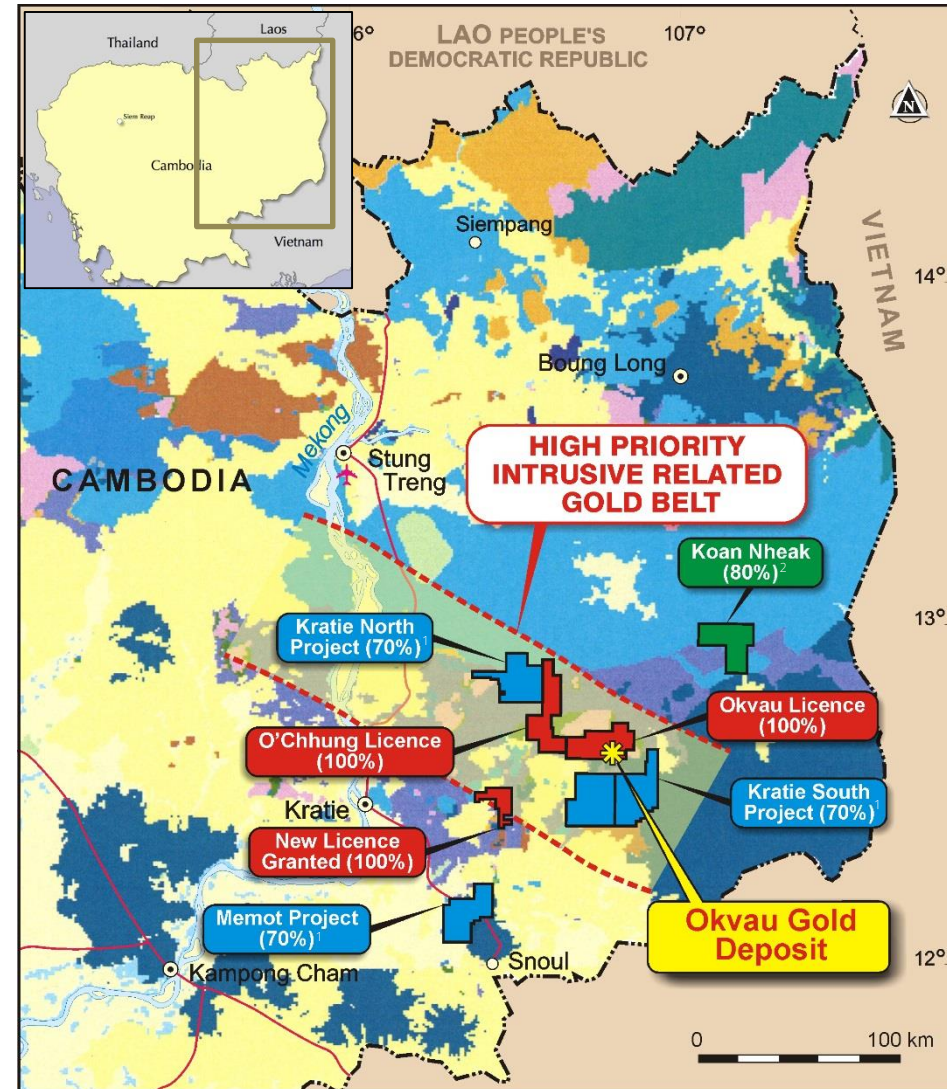 Thailand
Laos
Siem Reap
Cambodia
Vietnam
6°
LAO PEOPLE'S
DEMOCRATIC REPUBLIC
107°
N
VIETNAM
Siempang
14°
Boung Long
Mekong
Stung
Treng
CAMBODIA
HIGH PRIORITY
INTRUSIVE RELATED
GOLD BELT
Koan Nheak
(80%)²
13°
Kratie North
Project (70%)¹
Okvau Licence
(100%)
O'Chhung Licence
(100%)
Kratie South
Project (70%)¹
Kratie
New Licence
Granted (100%)
Memot Project
(70%)¹
Okvau Gold
Deposit
Snoul
12°
Kampong Cham
0 100 km